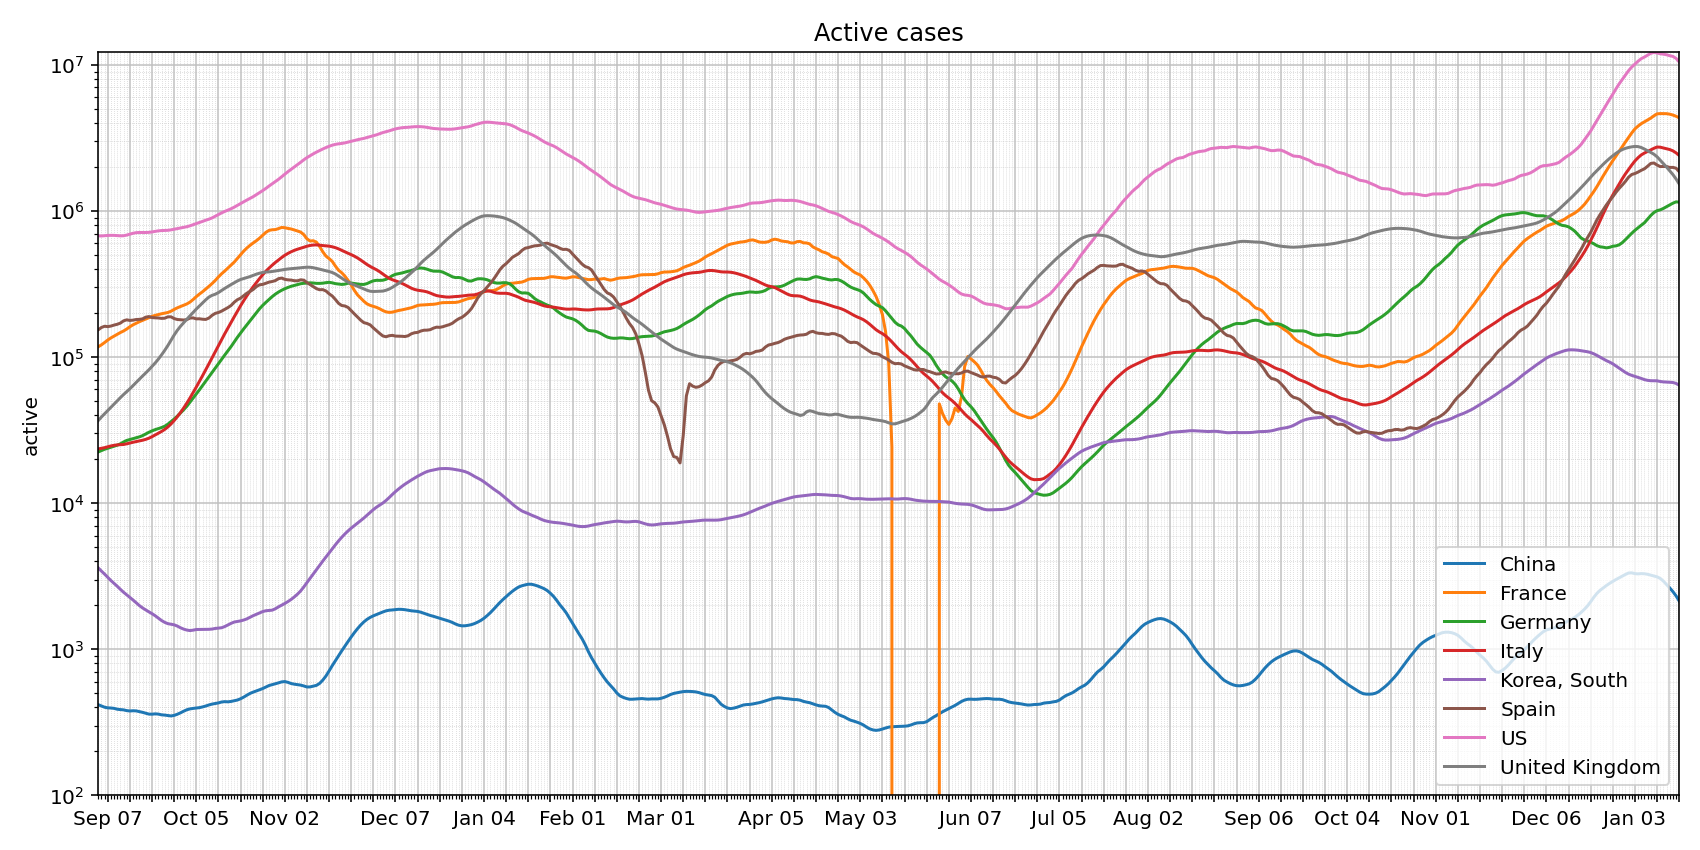 Active cases
active
10^7
10^6
10^5
10^4
10^3
10^2
Sep 07 Oct 05 Nov 02 Dec 07 Jan 04 Feb 01 Mar 01 Apr 05 May 03 Jun 07 Jul 05 Aug 02 Sep 06 Oct 04 Nov 01 Dec 06 Jan 03
China
France
Germany
Italy
Korea, South
Spain
US
United Kingdom